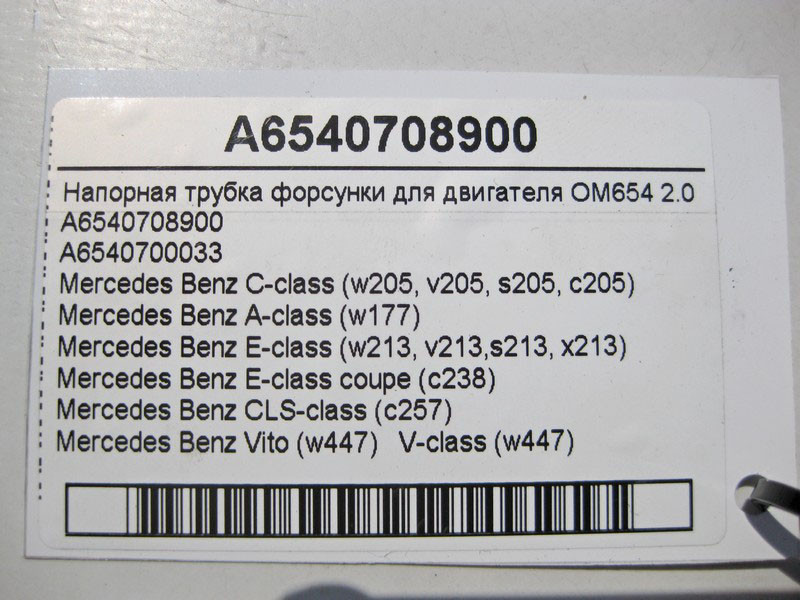 A6540708900
Напорная трубка форсунки для двигателя OM654 2.0
A6540708900
A6540700033
Mercedes Benz C-class (w205, v205, s205, c205)
Mercedes Benz A-class (w177)
Mercedes Benz E-class (w213, v213,s213, x213)
Mercedes Benz E-class coupe (c238)
Mercedes Benz CLS-class (c257)
Mercedes Benz Vito (w447) V-class (w447)